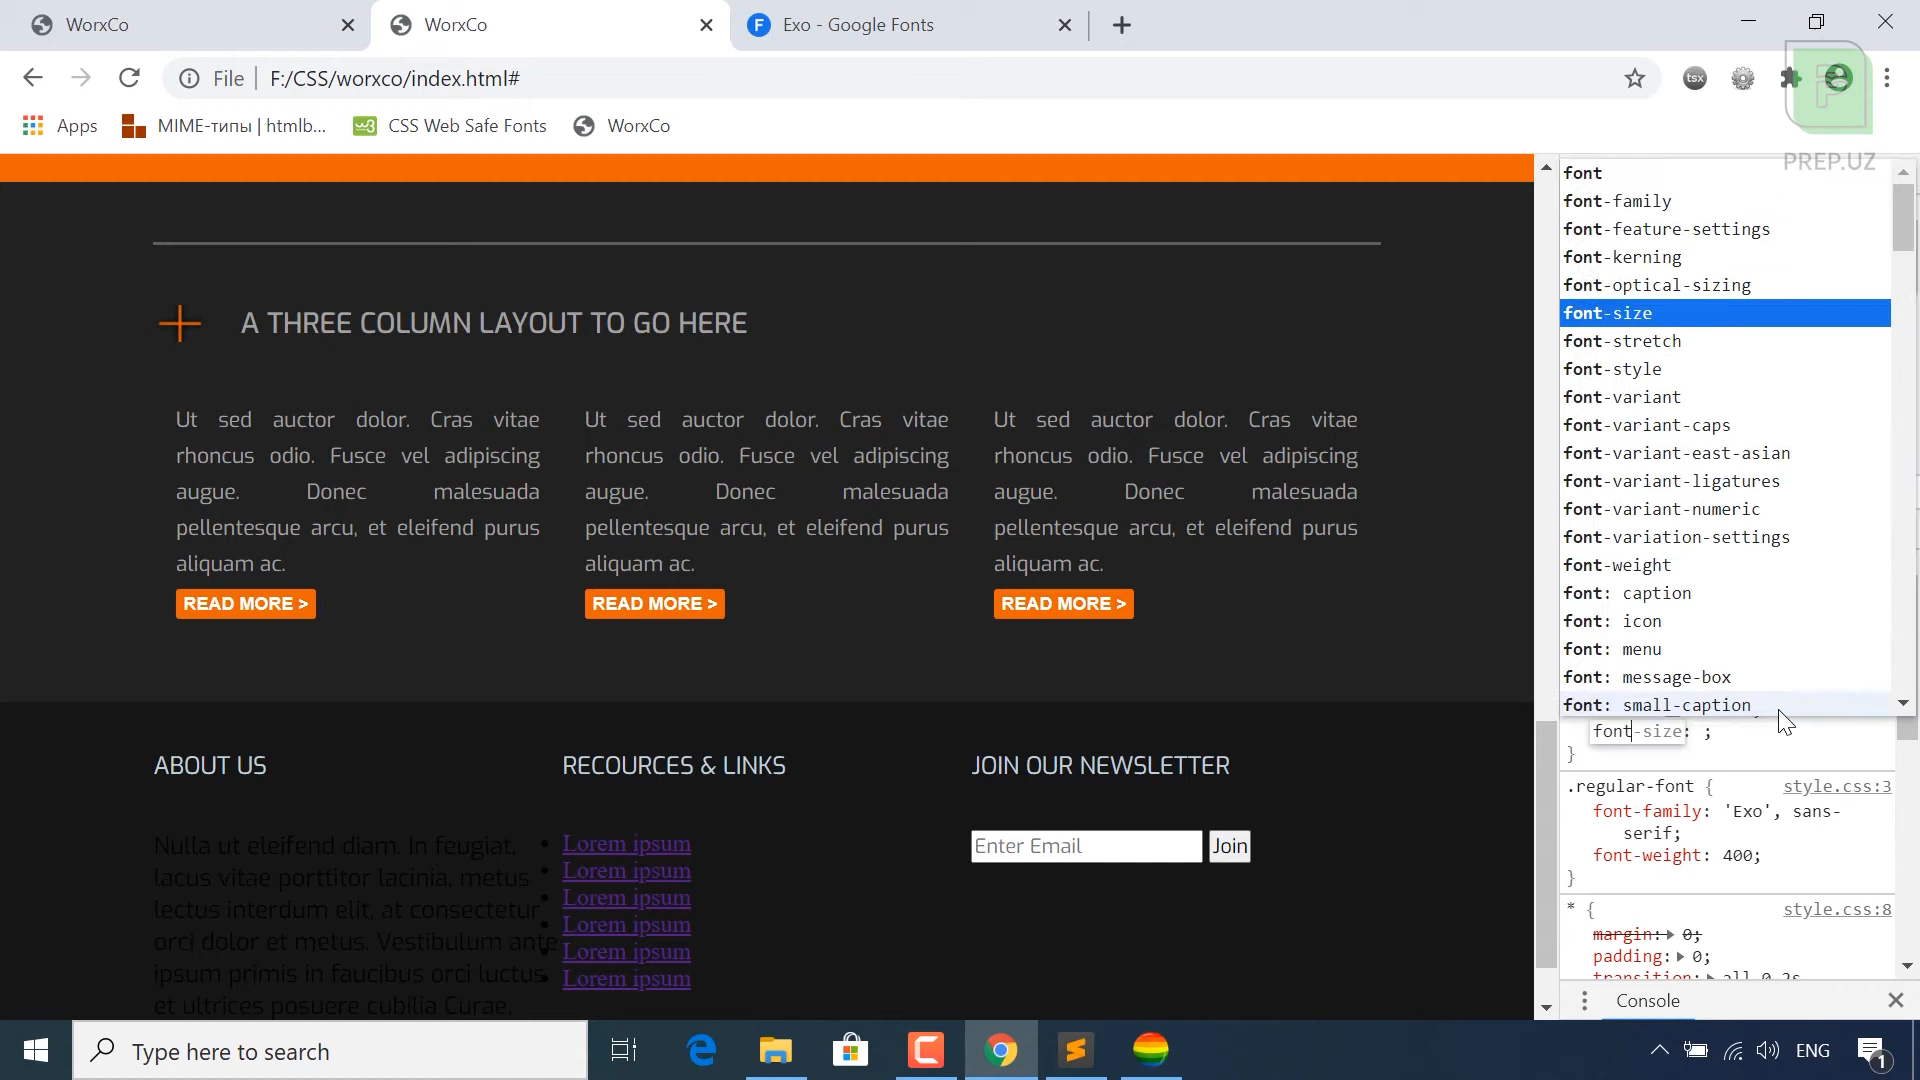 WorxCo
WorxCo
Exo - Google Fonts
File
F:/CSS/worxco/index.html#
tsx
Apps
MIME-типы | htmlb...
CSS Web Safe Fonts
WorxCo
PREP.UZ
A THREE COLUMN LAYOUT TO GO HERE
Ut sed auctor dolor. Cras vitae
rhoncus odio. Fusce vel adipiscing
augue. Donec malesuada
pellentesque arcu, et eleifend purus
aliquam ac.
READ MORE >
Ut sed auctor dolor. Cras vitae
rhoncus odio. Fusce vel adipiscing
augue. Donec malesuada
pellentesque arcu, et eleifend purus
aliquam ac.
READ MORE >
Ut sed auctor dolor. Cras vitae
rhoncus odio. Fusce vel adipiscing
augue. Donec malesuada
pellentesque arcu, et eleifend purus
aliquam ac.
READ MORE >
ABOUT US
Nulla ut eleifend diam. In feugiat,
lacus vitae porttitor lacinia, metus
lectus interdum elit, at consectetur
orci dolor et metus. Vestibulum ante
ipsum primis in faucibus orci luctus
et ultrices posuere cubilia Curae.
RECOURCES & LINKS
Lorem ipsum
Lorem ipsum
Lorem ipsum
Lorem ipsum
Lorem ipsum
Lorem ipsum
JOIN OUR NEWSLETTER
Enter Email
Join
font
font-family
font-feature-settings
font-kerning
font-optical-sizing
font-size
font-stretch
font-style
font-variant
font-variant-caps
font-variant-east-asian
font-variant-ligatures
font-variant-numeric
font-variation-settings
font-weight
font: caption
font: icon
font: menu
font: message-box
font: small-caption
font-size: ;
}
.regular-font {
style.css:3
font-family: 'Exo', sans-
serif;
font-weight: 400;
}
* {
style.css:8
margin: 0;
padding: 0;
transition: all 0.2s
Console
Type here to search
ENG
1